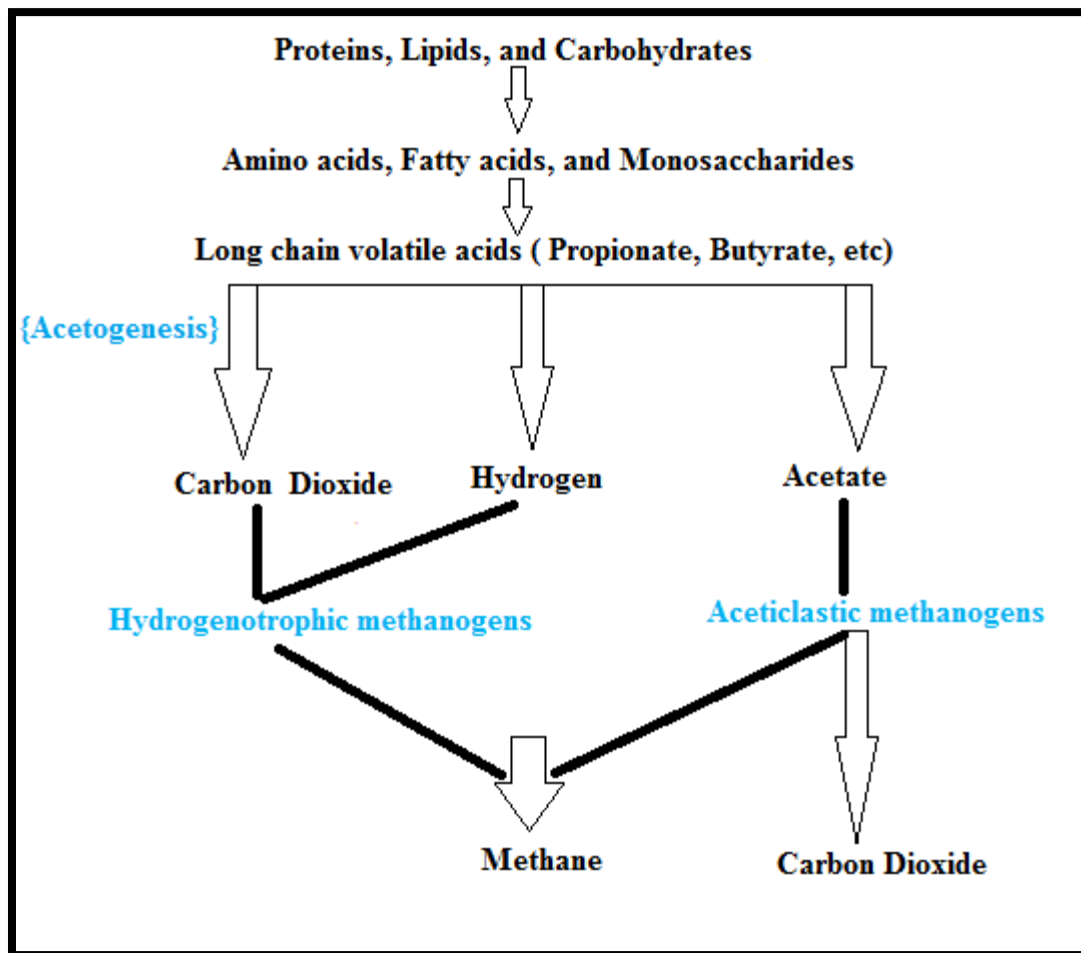 Proteins, Lipids, and Carbohydrates
Amino acids, Fatty acids, and Monosaccharides
Long chain volatile acids ( Propionate, Butyrate, etc)
{Acetogenesis}
Carbon Dioxide
Hydrogen
Acetate
Hydrogenotrophic methanogens
Aceticlastic methanogens
Methane
Carbon Dioxide